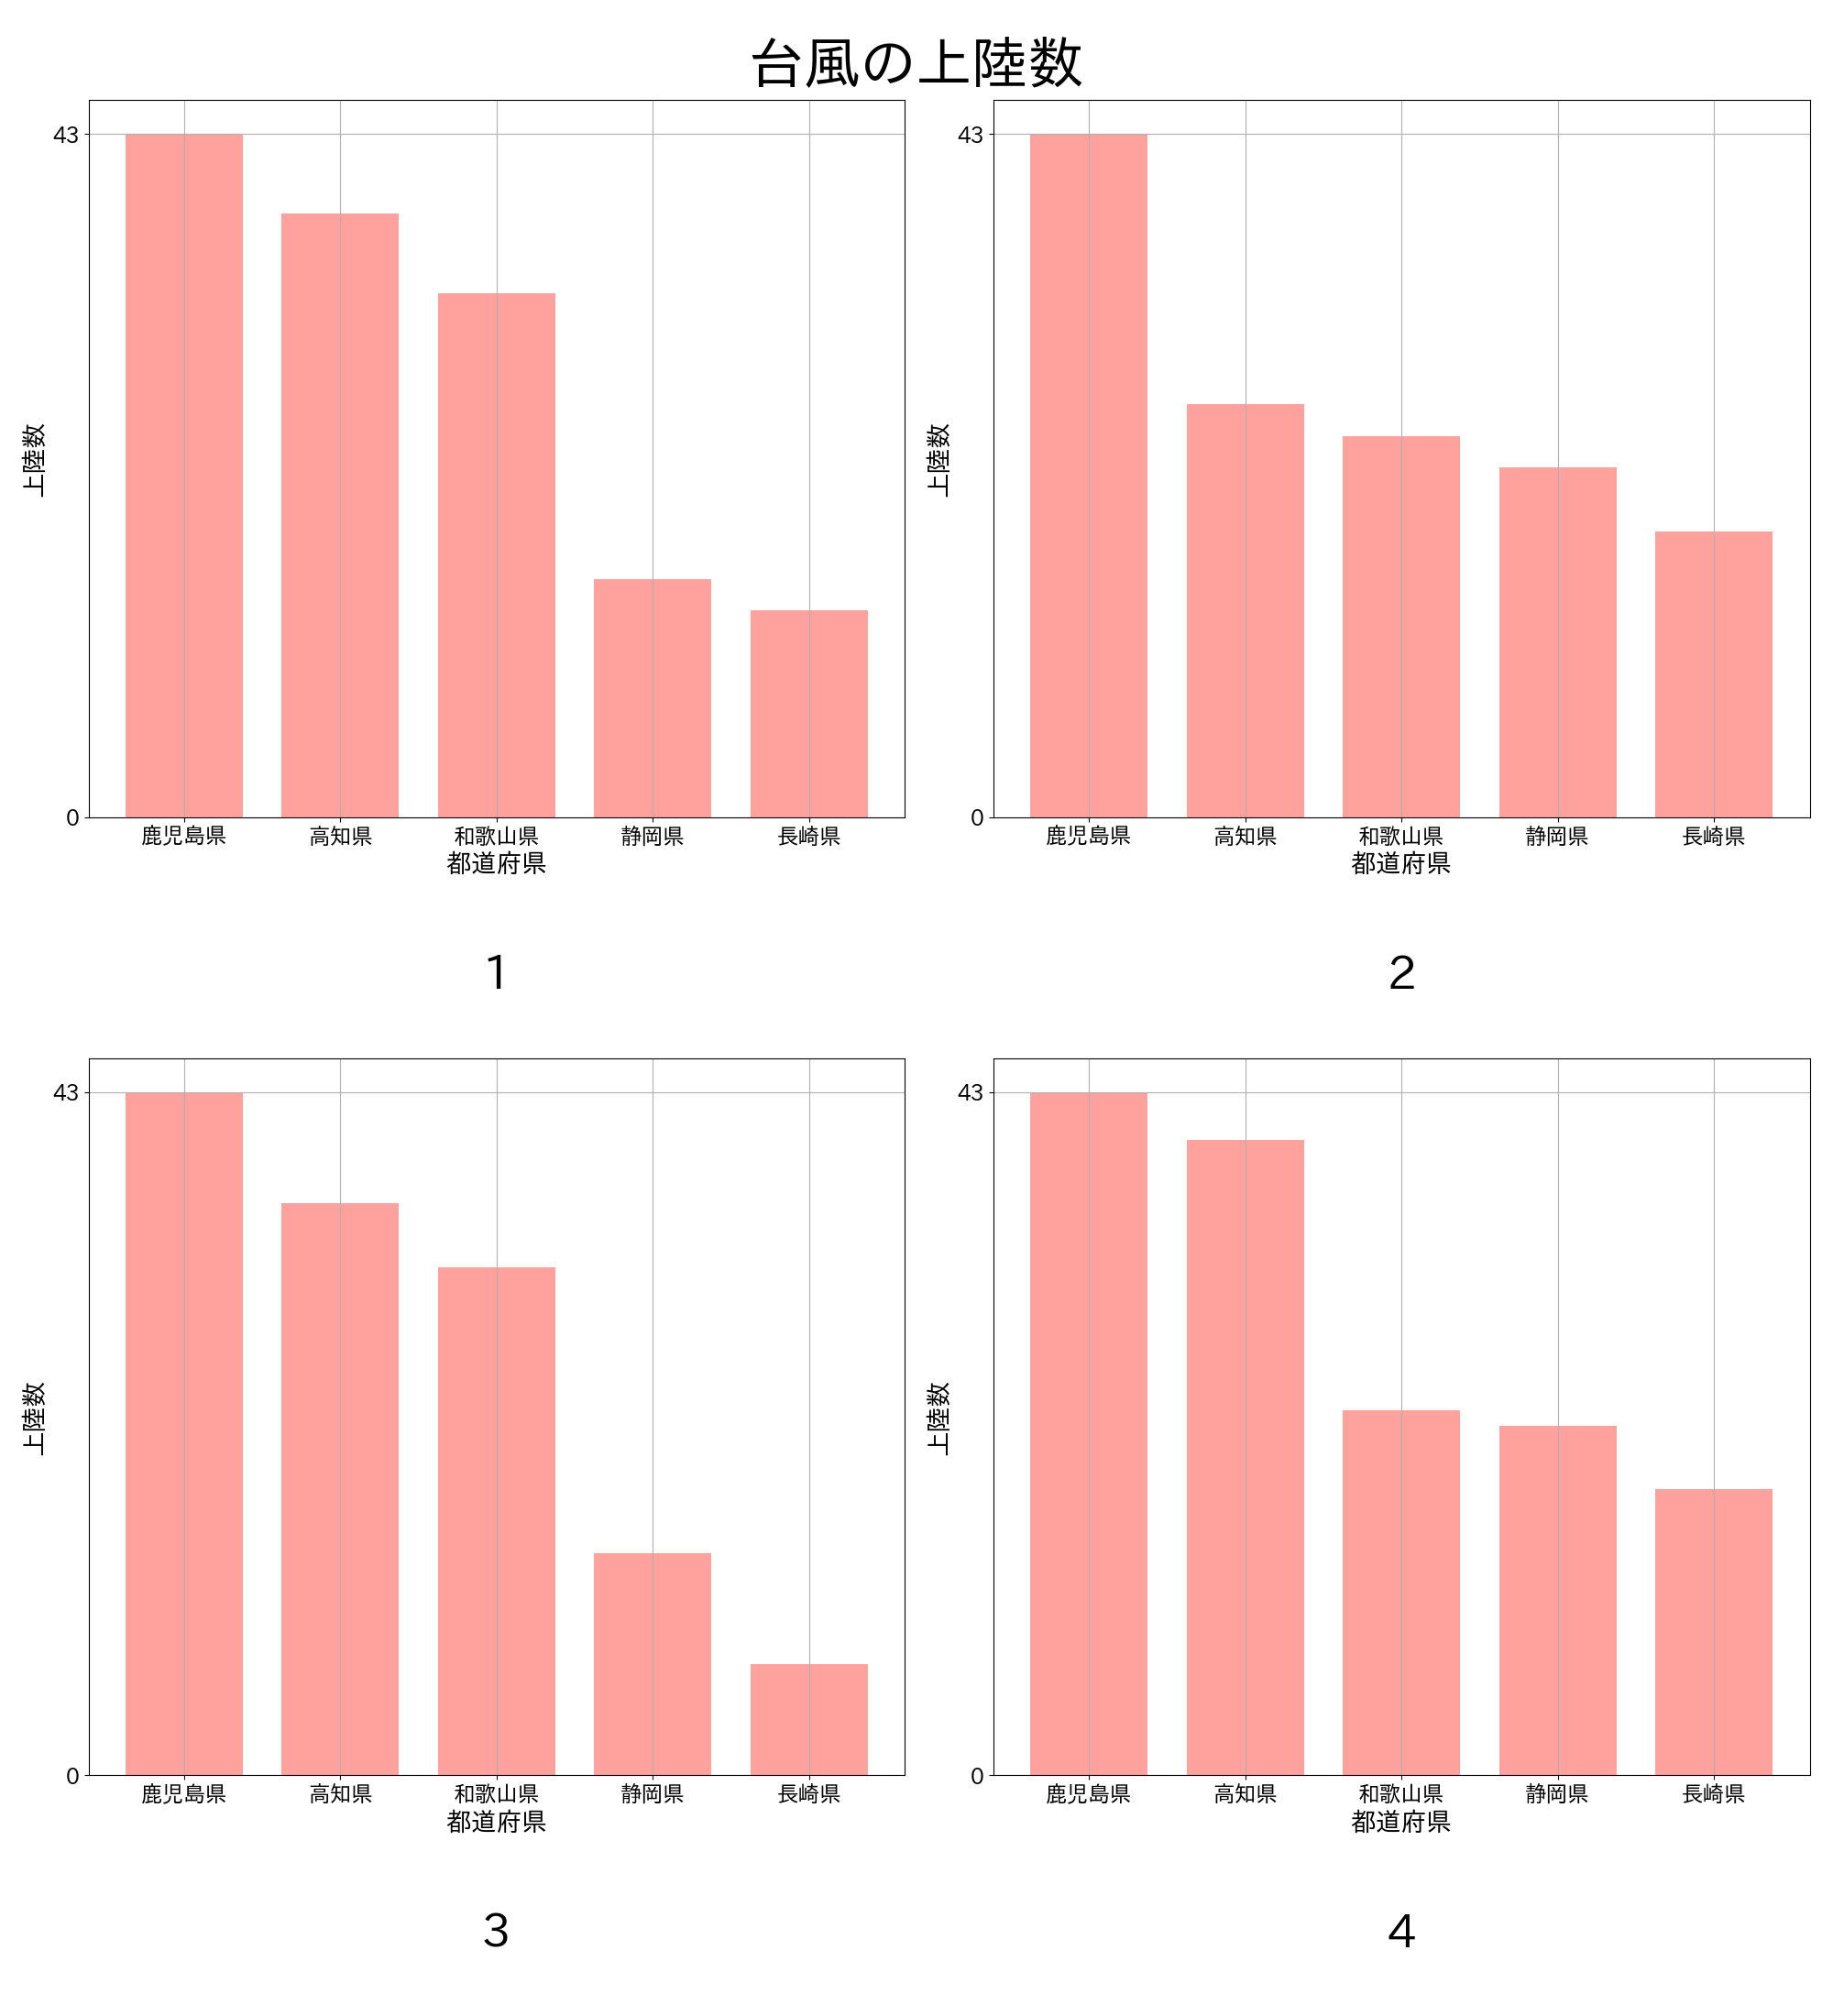 台風の上陸数
43
0
上陸数
鹿児島県 高知県 和歌山県 静岡県 長崎県
都道府県
1
43
0
上陸数
鹿児島県 高知県 和歌山県 静岡県 長崎県
都道府県
2
43
0
上陸数
鹿児島県 高知県 和歌山県 静岡県 長崎県
都道府県
3
43
0
上陸数
鹿児島県 高知県 和歌山県 静岡県 長崎県
都道府県
4